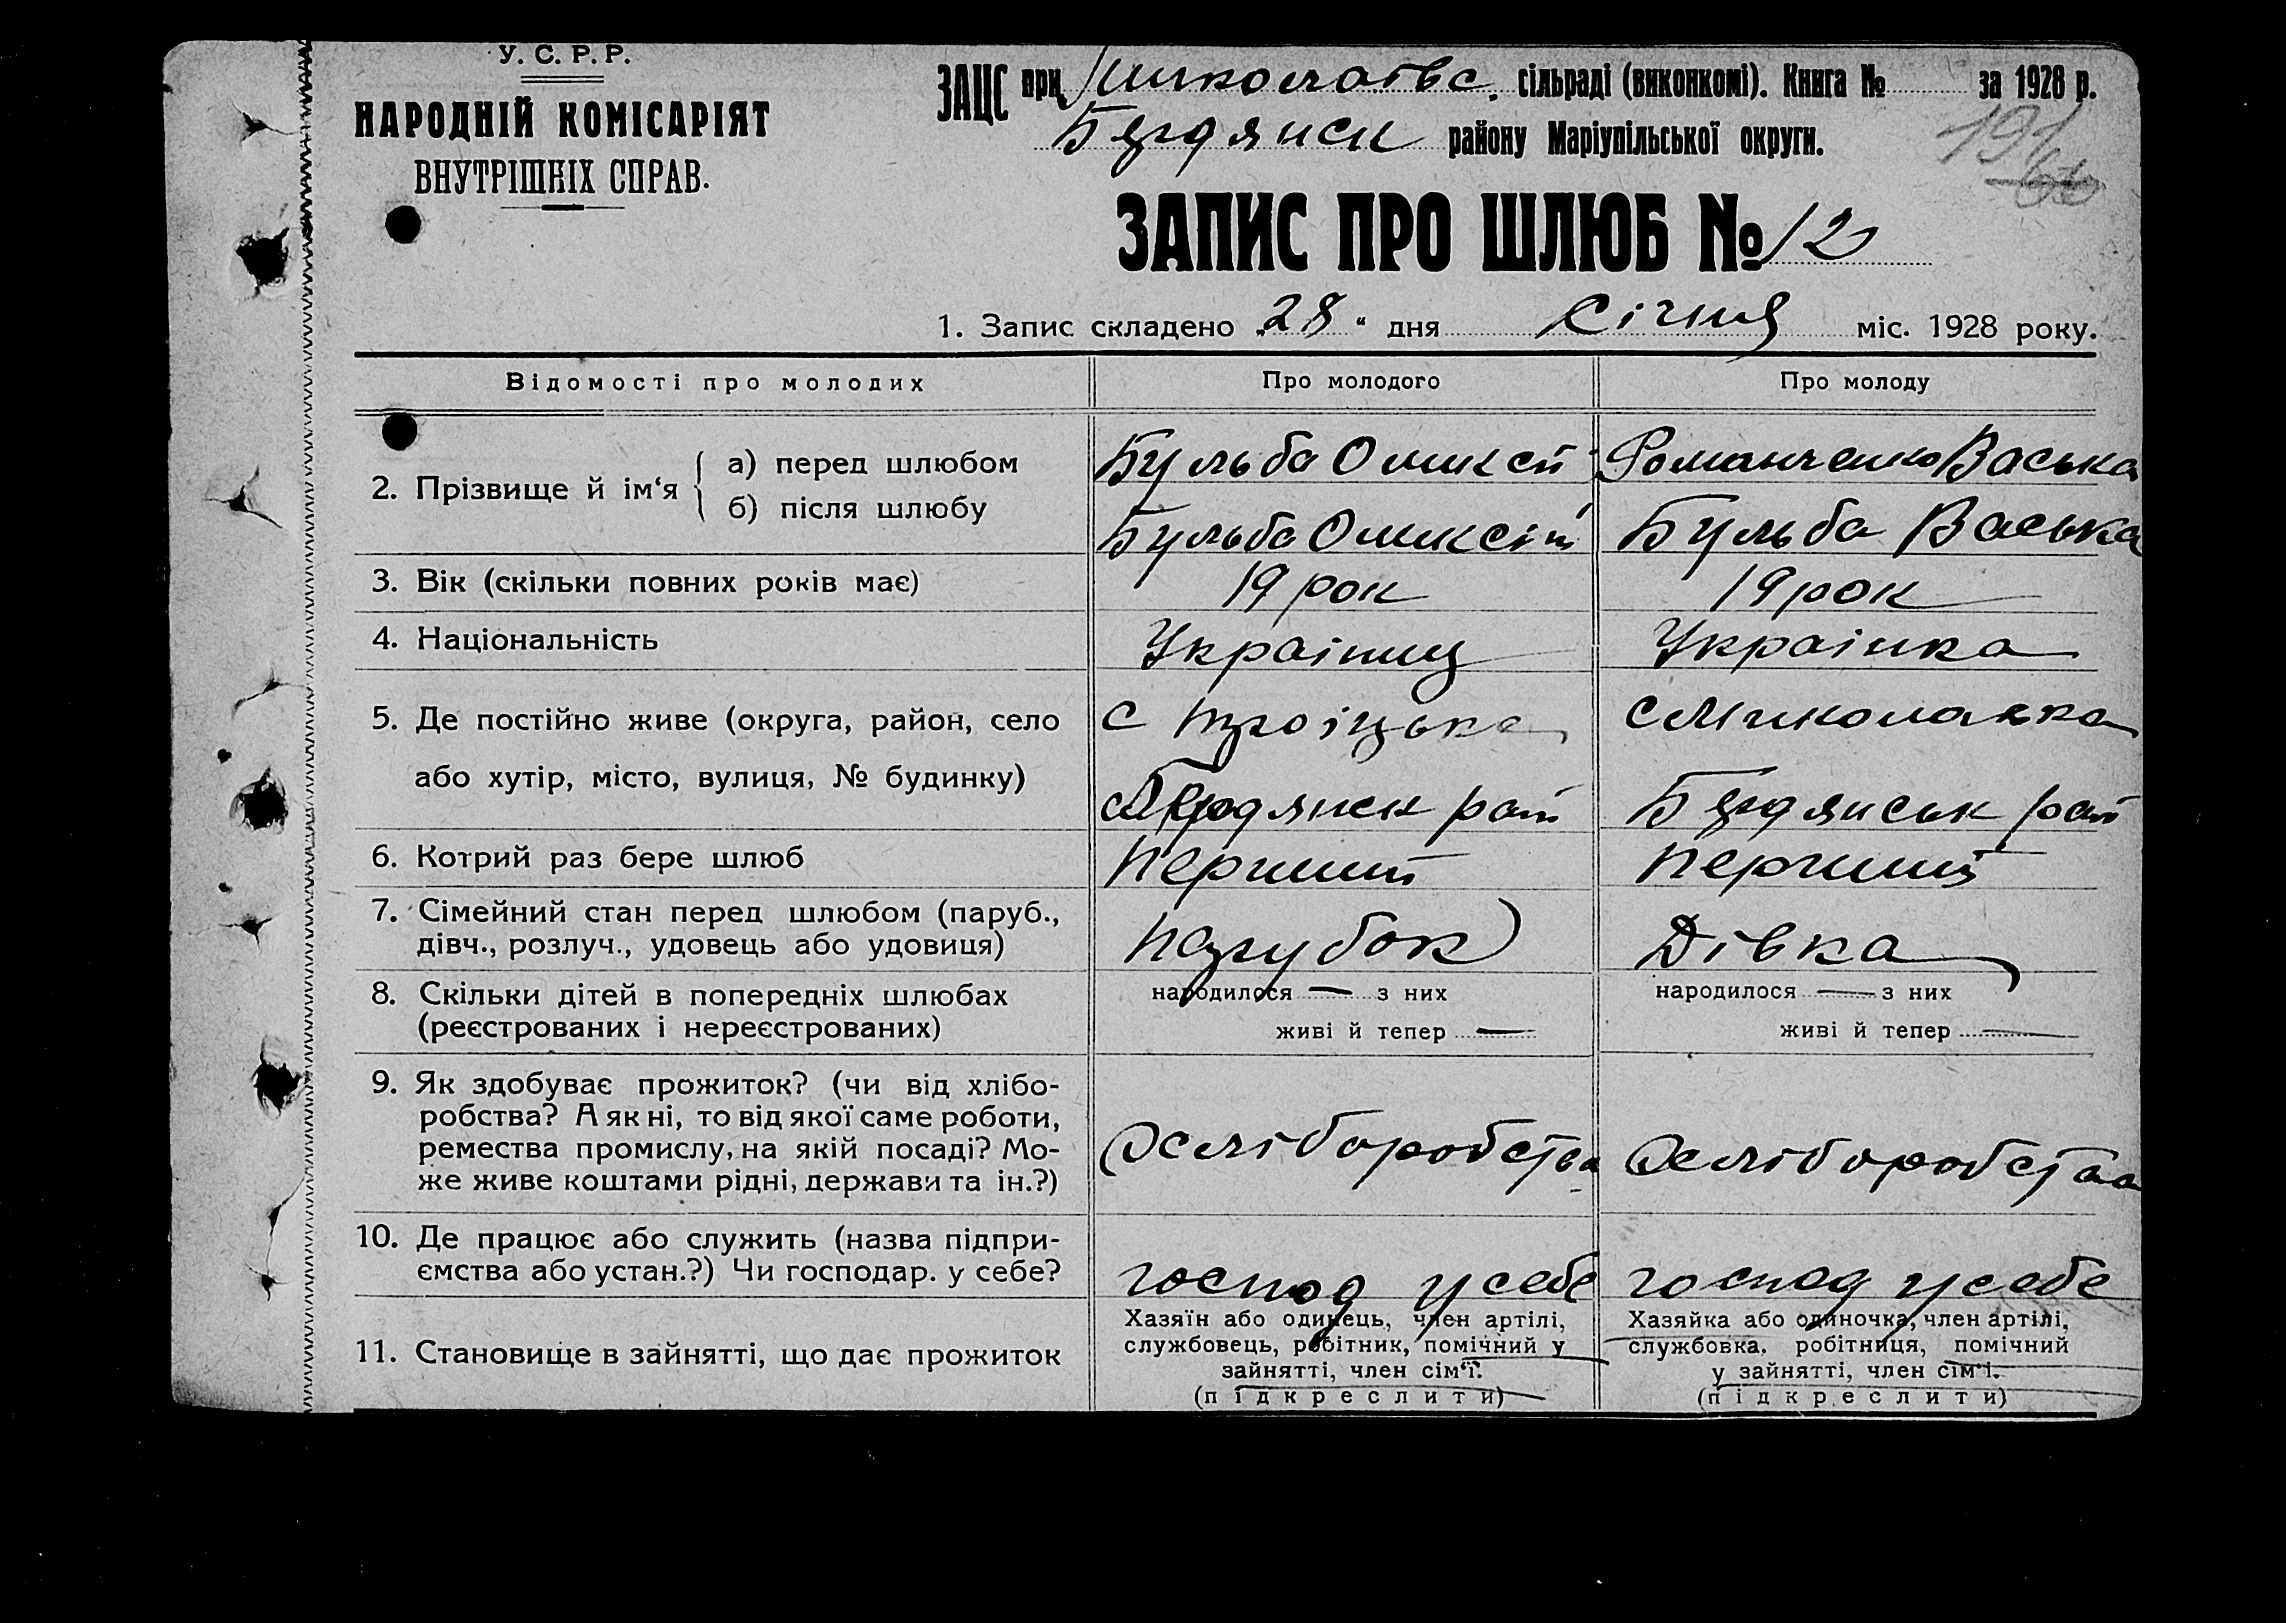 У. С. Р. Р.
НАРОДНІЙ КОМІСАРІЯТ
ВНУТРІШНІХ СПРАВ.
ЗАЦС при Миколаївс. сільраді (виконкомі). Книга № за 1928 р.
Бердянск району Маріупільської округи.
191
66
ЗАПИС ПРО ШЛЮБ № 12
1. Запис складено „28“ дня Січня міс. 1928 року.
Відомості про молодих
Про молодого
Про молоду
2. Прізвище й ім‘я
а) перед шлюбом
б) після шлюбу
Бульба Оликсій
Романченко Васька
Бульба Оликсій
Бульба Васька
3. Вік (скільки повних років має)
19 рок
19 рок
4. Національність
Украіниц
Украінка
5. Де постійно живе (округа, район, село
або хутір, місто, вулиця, № будинку)
с Троіцька
Бердянск рай
с Миколавка
Бердянськ рай
6. Котрий раз бере шлюб
перший
перший
7. Сімейний стан перед шлюбом (паруб.,
дівч., розлуч., удовець або удовиця)
парубок
Дівка
8. Скільки дітей в попередніх шлюбах
(реєстрованих і нереєстрованих)
народилося — з них
живі й тепер —
народилося — з них
живі й тепер —
9. Як здобуває прожиток? (чи від хлібо-
робства? А як ні, то від якої саме роботи,
ремества промислу, на якій посаді? Мо-
же живе коштами рідні, держави та ін.?)
Хліборобства
Хліборобства
10. Де працює або служить (назва підпри-
ємства або устан.?) Чи господар. у себе?
господ у себе
господ у себе
11. Становище в зайнятті, що дає прожиток
Хазяїн або одинець, член артілі,
службовець, робітник, помічний у
зайнятті, член сім‘ї.
(підкреслити)
Хазяйка або одиночка, член артілі,
службовка, робітниця, помічний
у зайнятті, член сім‘ї.
(підкреслити)